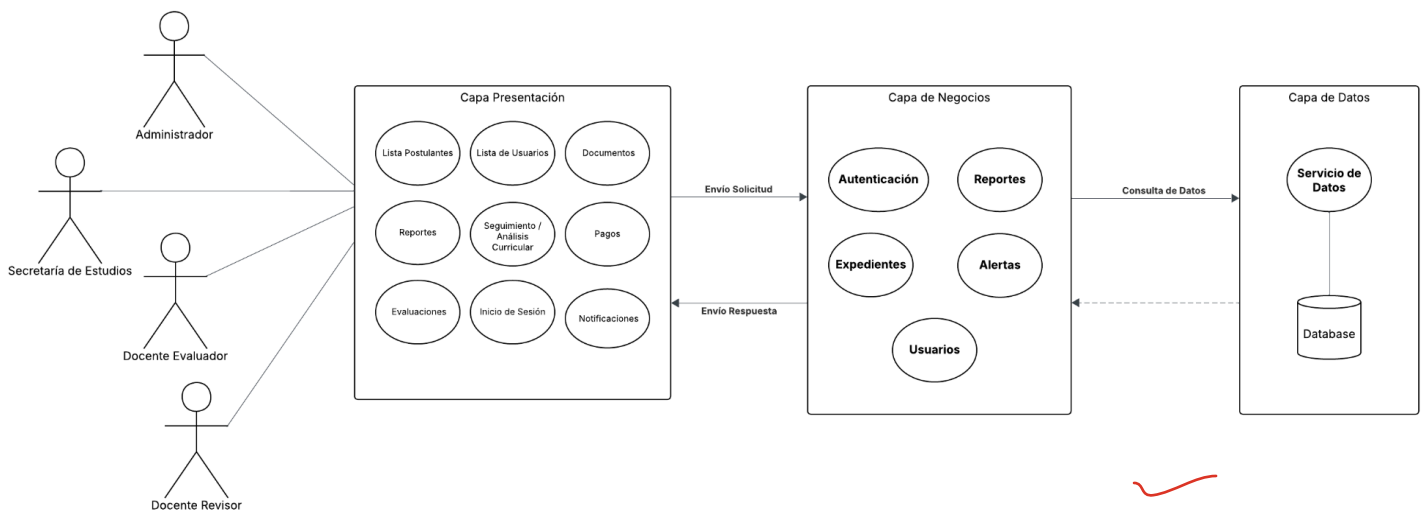 Administrador
Secretaría de Estudios
Docente Evaluador
Docente Revisor
Capa Presentación
Lista Postulantes
Lista de Usuarios
Documentos
Reportes
Seguimiento /
Análisis
Curricular
Pagos
Evaluaciones
Inicio de Sesión
Notificaciones
Envío Solicitud
Envío Respuesta
Capa de Negocios
Autenticación
Reportes
Expedientes
Alertas
Usuarios
Consulta de Datos
Capa de Datos
Servicio de
Datos
Database